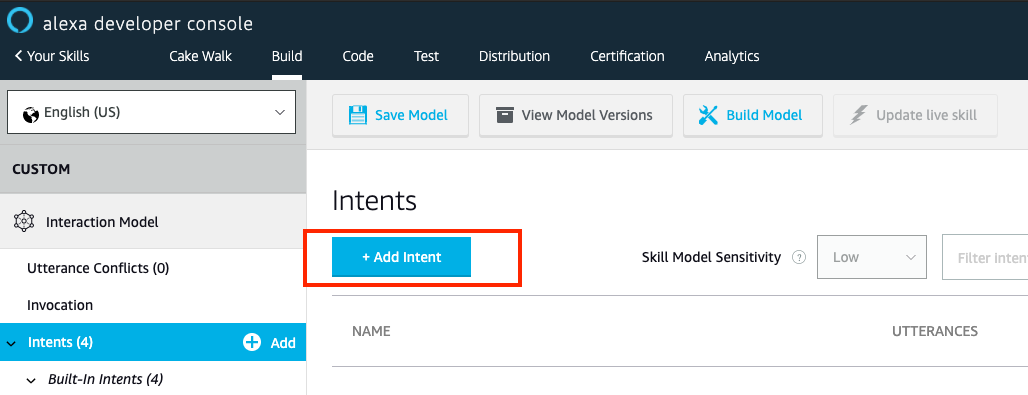 alexa developer console
Your Skills Cake Walk Build Code Test Distribution Certification Analytics
English (US)
Save Model View Model Versions Build Model Update live skill
CUSTOM
Intents
Interaction Model
+ Add Intent Skill Model Sensitivity ? Low Filter inten
Utterance Conflicts (0)
Invocation
NAME UTTERANCES
Intents (4) Add
Built-In Intents (4)